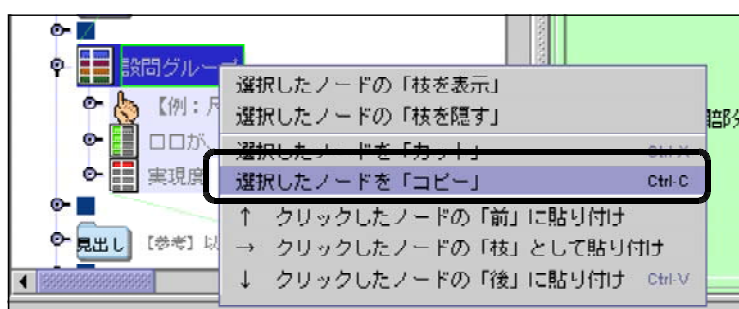 設問グループ
選択したノードの「枝を表示」
選択したノードの「枝を隠す」
【例：尺
部分
ロロが、
選択したノードを「カット」 Ctrl-X
実現度
選択したノードを「コピー」 Ctrl-C
↑ クリックしたノードの「前」に貼り付け
見出し 【参考】以
→ クリックしたノードの「枝」として貼り付け
↓ クリックしたノードの「後」に貼り付け Ctrl-V